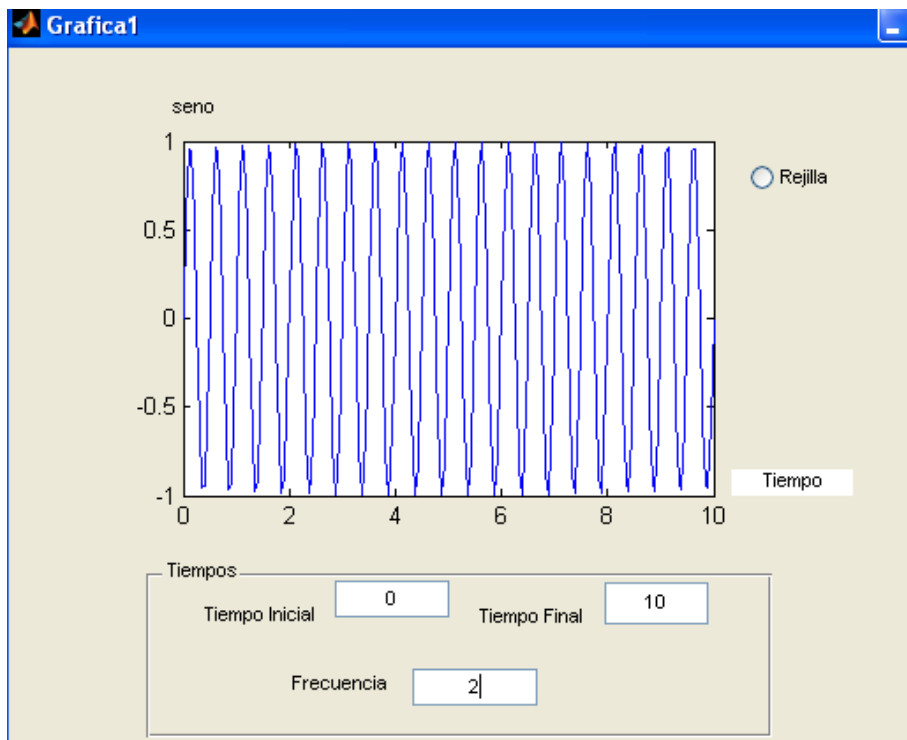 Grafica1
seno
1
Rejilla
0.5
0
-0.5
-1
0 2 4 6 8 10
Tiempo
Tiempos
Tiempo Inicial 0 Tiempo Final 10
Frecuencia 2